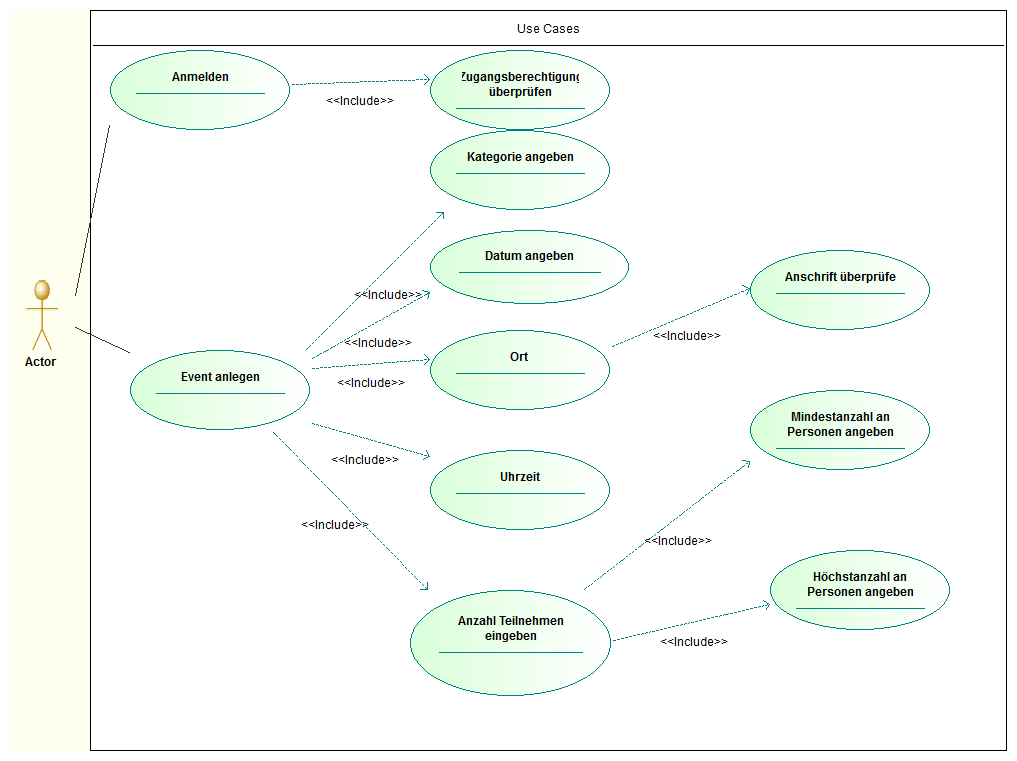 Use Cases
Anmelden
<<Include>>
Zugangsberechtigung
überprüfen
Kategorie angeben
Datum angeben
<<Include>>
Anschrift überprüfe
<<Include>>
<<Include>>
Ort
<<Include>>
Actor
Event anlegen
Mindestanzahl an
Personen angeben
<<Include>>
Uhrzeit
<<Include>>
<<Include>>
Höchstanzahl an
Personen angeben
Anzahl Teilnehmen
eingeben
<<Include>>